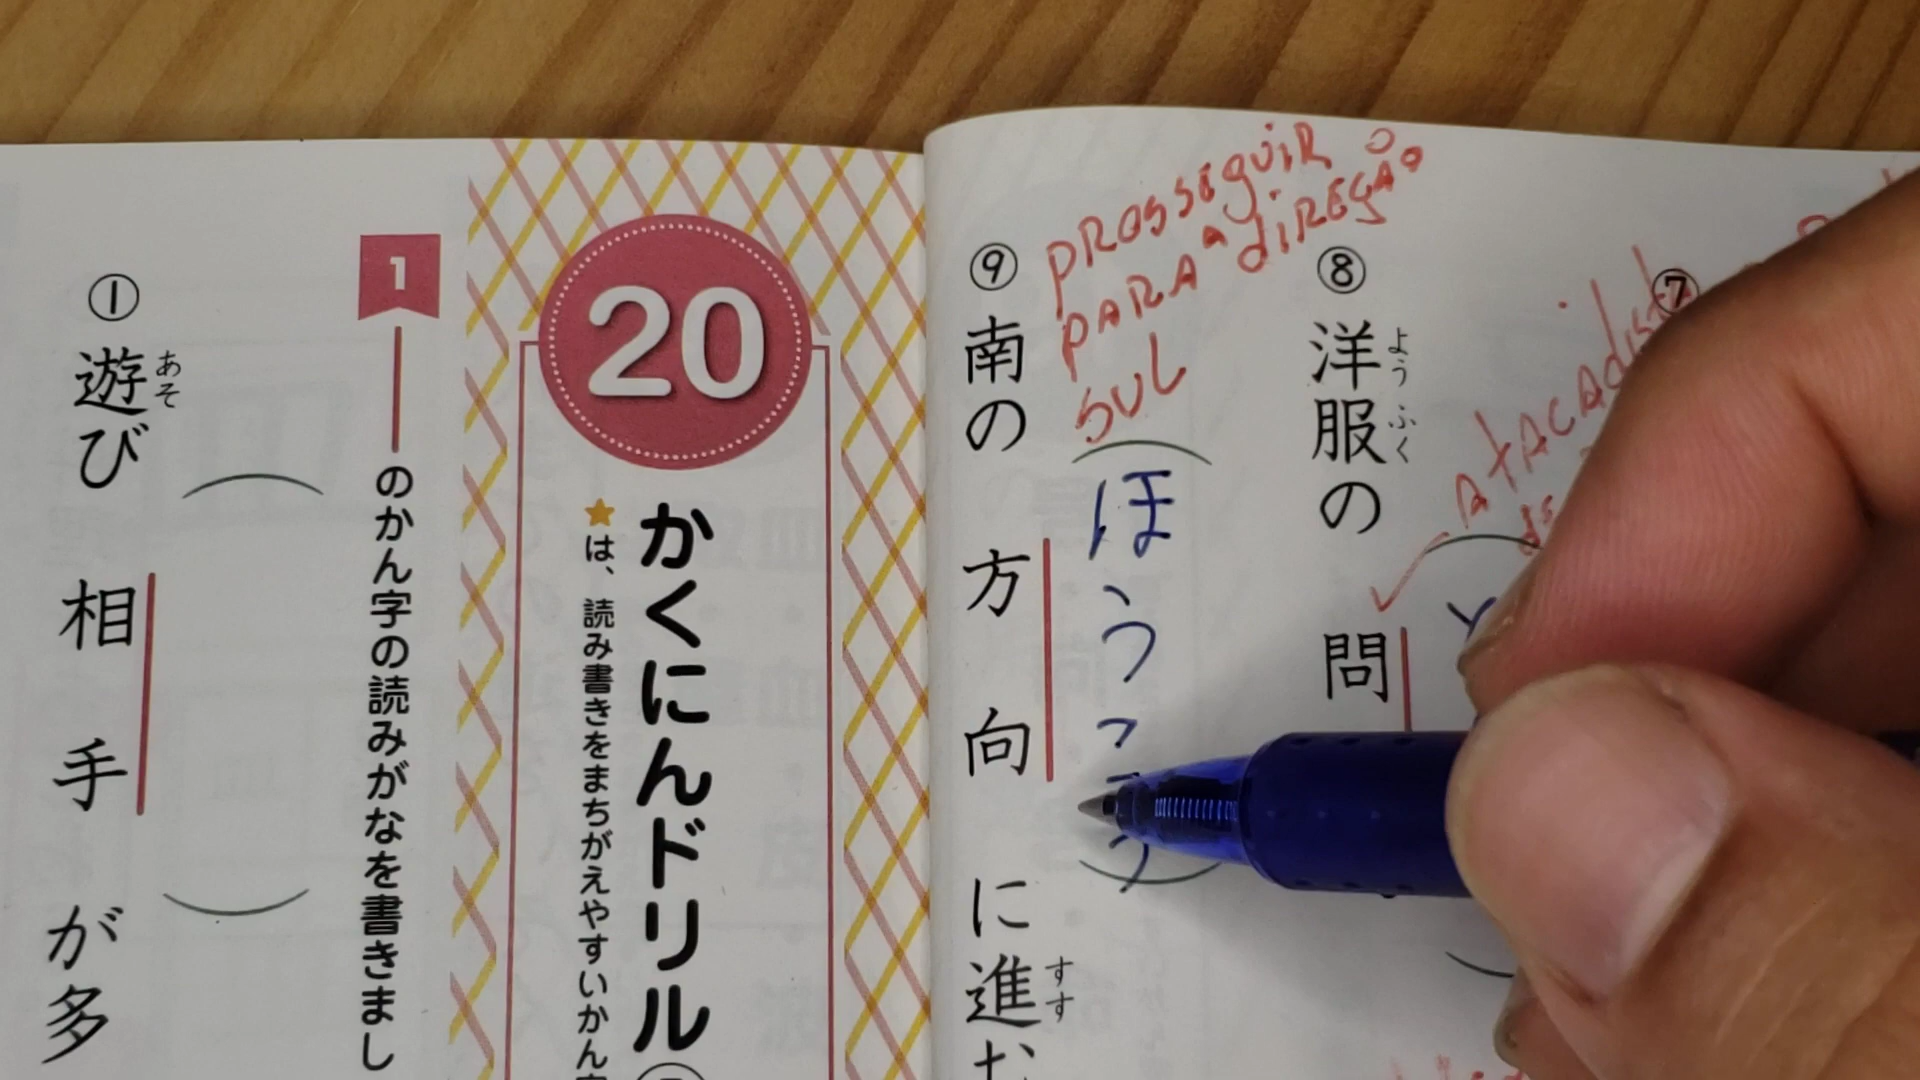 ⑦
⑧洋服の
ようふく
問
⑨南の方向に進む
すす
PROSSEGUIR
PARA a dIREÇÃO
SUL
ほうこう
20
かくにんドリル
★は、読み書きをまちがえやすいかん
1
のかん字の読みがなを書きまし
①遊び相手が多
あそ